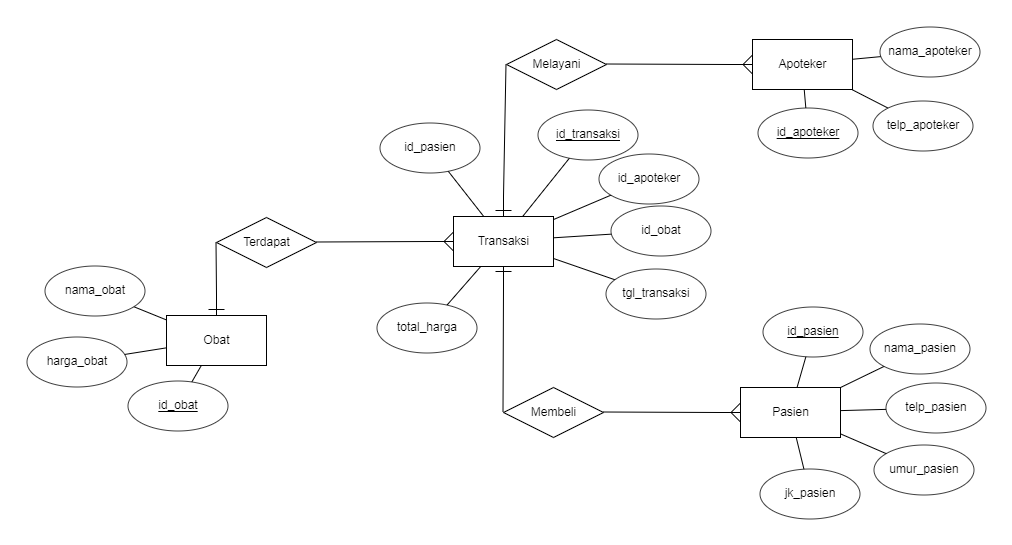 Melayani
Apoteker
nama_apoteker
telp_apoteker
id_apoteker
id_pasien
id_transaksi
id_apoteker
id_obat
Transaksi
tgl_transaksi
total_harga
Terdapat
nama_obat
harga_obat
Obat
id_obat
Membeli
Pasien
id_pasien
nama_pasien
telp_pasien
umur_pasien
jk_pasien